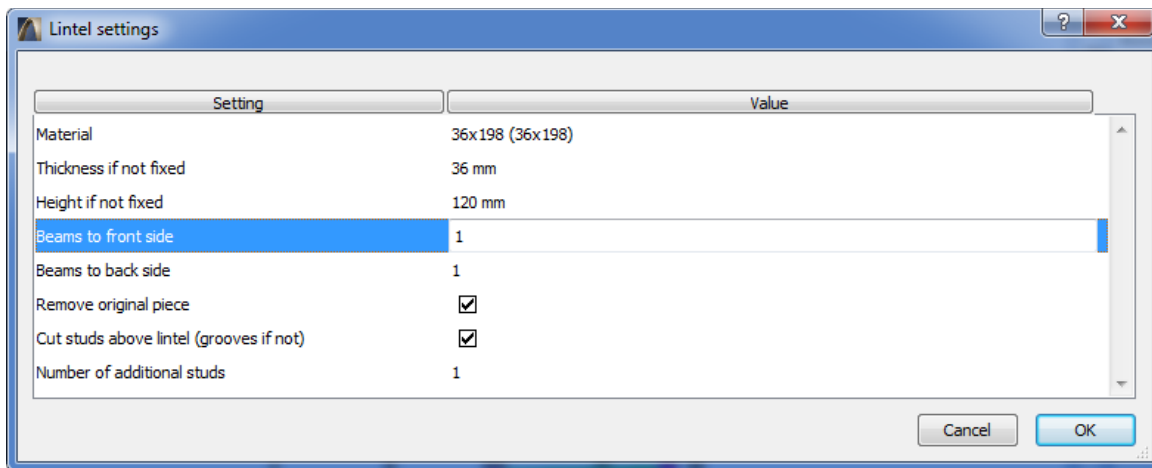 Lintel settings
?
Setting Value
Material 36x198 (36x198)
Thickness if not fixed 36 mm
Height if not fixed 120 mm
Beams to front side 1
Beams to back side 1
Remove original piece
Cut studs above lintel (grooves if not)
Number of additional studs 1
Cancel OK